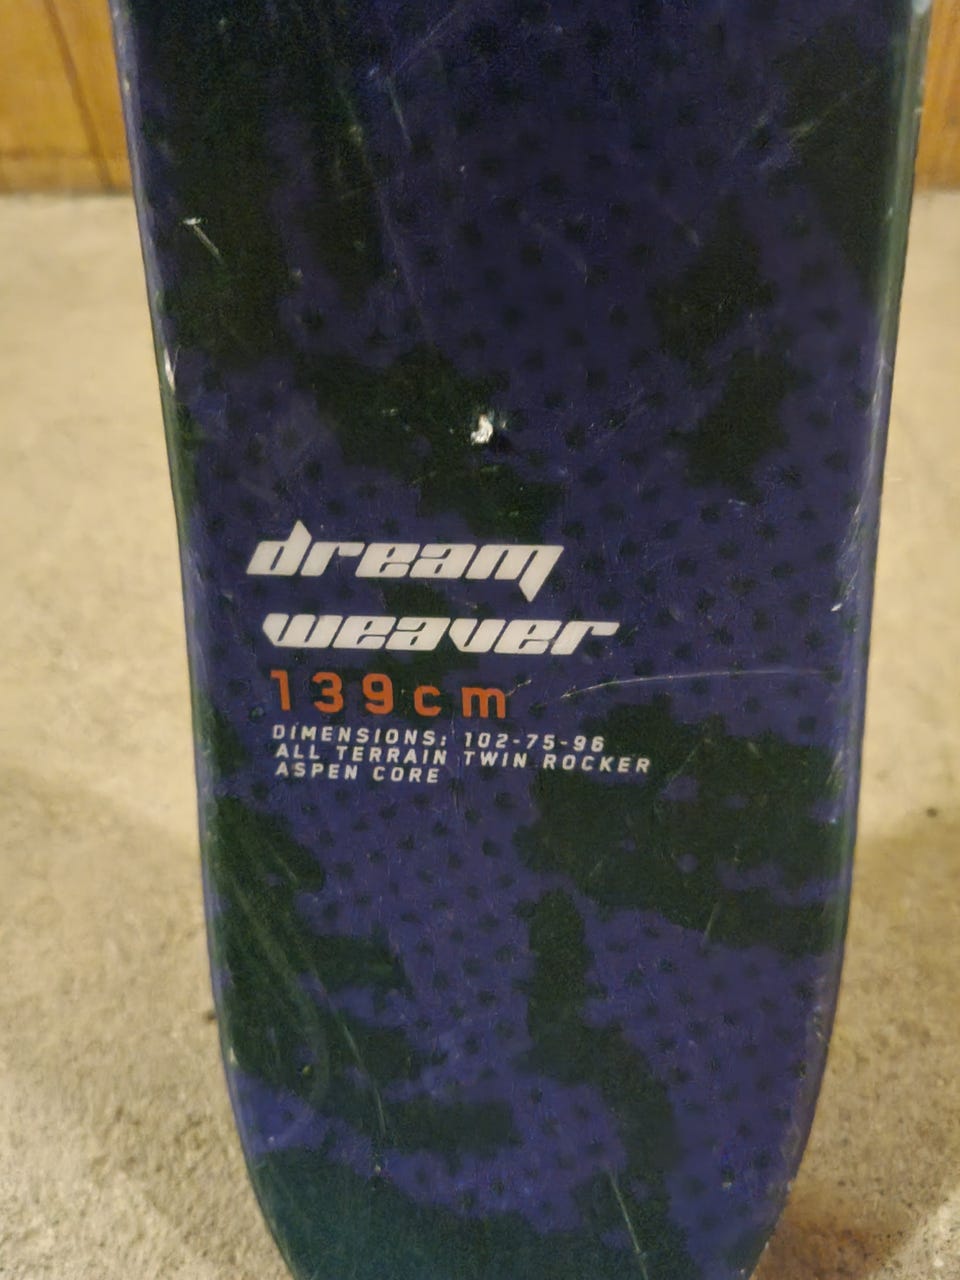 dream
weaver
139cm
DIMENSIONS: 102-75-96
ALL TERRAIN TWIN ROCKER
ASPEN CORE